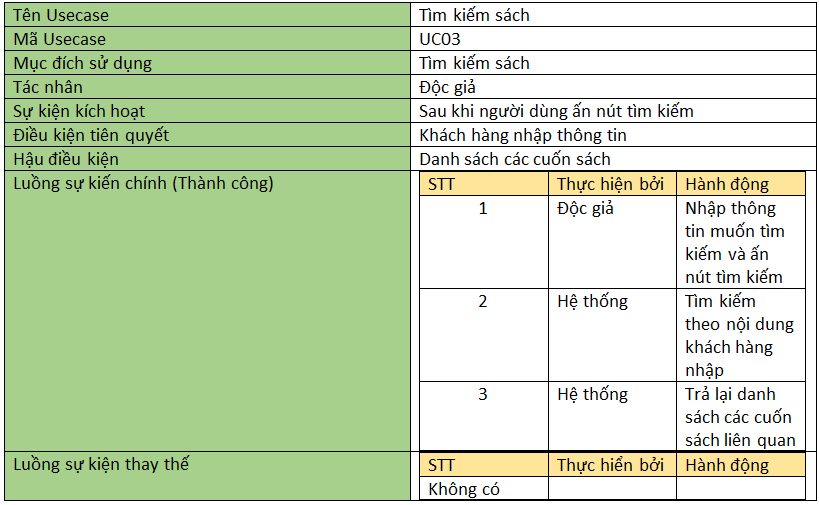 Tên Usecase Tìm kiếm sách
Mã Usecase UC03
Mục đích sử dụng Tìm kiếm sách
Tác nhân Độc giả
Sự kiện kích hoạt Sau khi người dùng ấn nút tìm kiếm
Điều kiện tiên quyết Khách hàng nhập thông tin
Hậu điều kiện Danh sách các cuốn sách
Luồng sự kiến chính (Thành công)
STT Thực hiện bởi Hành động
1 Độc giả Nhập thông
tin muốn tìm
kiếm và ấn
nút tìm kiếm
2 Hệ thống Tìm kiếm
theo nội dung
khách hàng
nhập
3 Hệ thống Trả lại danh
sách các cuốn
sách liên quan
Luồng sự kiện thay thế
STT Thực hiển bởi Hành động
Không có